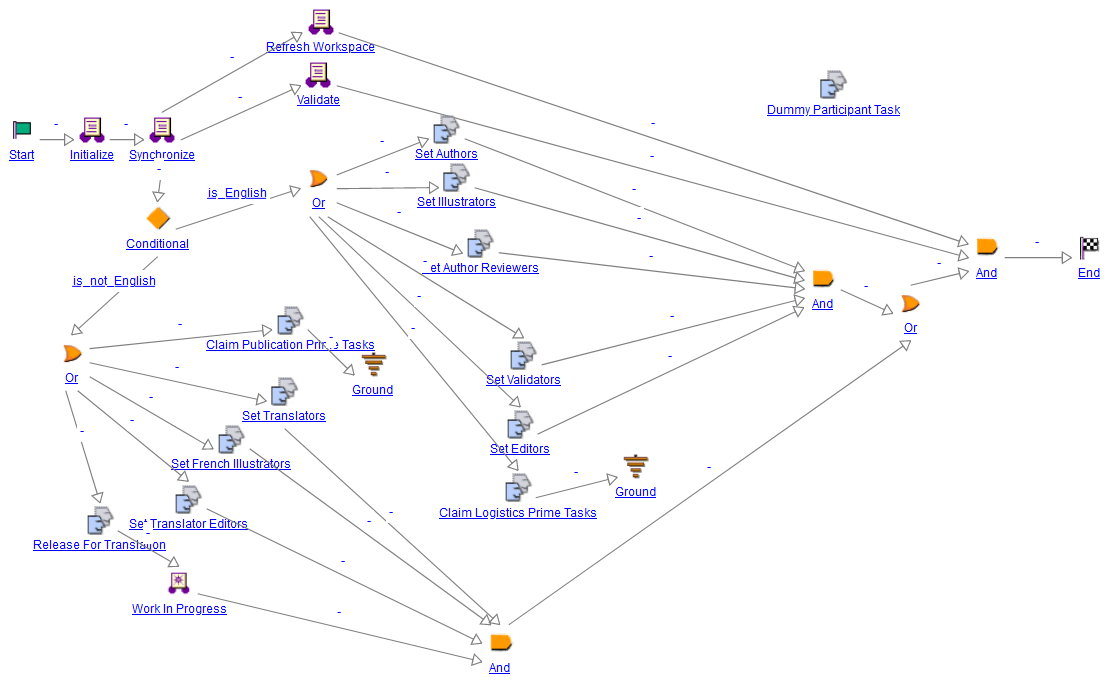 Refresh Workspace
Validate
Dummy Participant Task
Start
Initialize
Synchronize
Set Authors
is_English
Or
Set Illustrators
Conditional
et Author Reviewers
is_not_English
And
End
And
Or
Claim Publication Prime Tasks
Or
Ground
Set Validators
Set Translators
Set Editors
Set French Illustrators
Ground
Claim Logistics Prime Tasks
Set Translator Editors
Release For Translation
Work In Progress
And